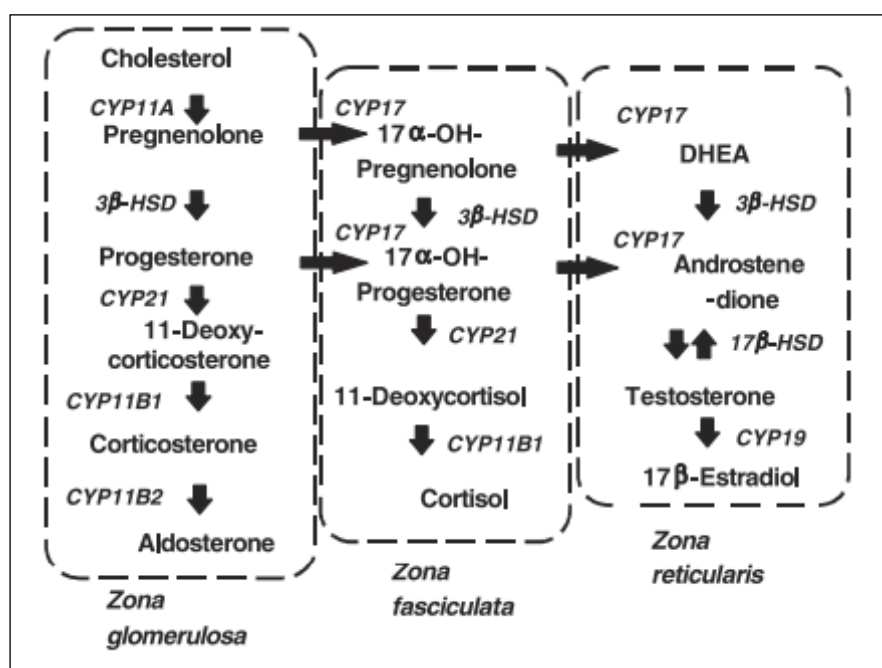 Cholesterol
CYP11A
Pregnenolone
3β-HSD
Progesterone
CYP21
11-Deoxy-
corticosterone
CYP11B1
Corticosterone
CYP11B2
Aldosterone
Zona
glomerulosa
CYP17
17α-OH-
Pregnenolone
3β-HSD
CYP17
17α-OH-
Progesterone
CYP21
11-Deoxycortisol
CYP11B1
Cortisol
Zona
fasciculata
CYP17
DHEA
3β-HSD
CYP17
Androstene
-dione
17β-HSD
Testosterone
CYP19
17β-Estradiol
Zona
reticularis